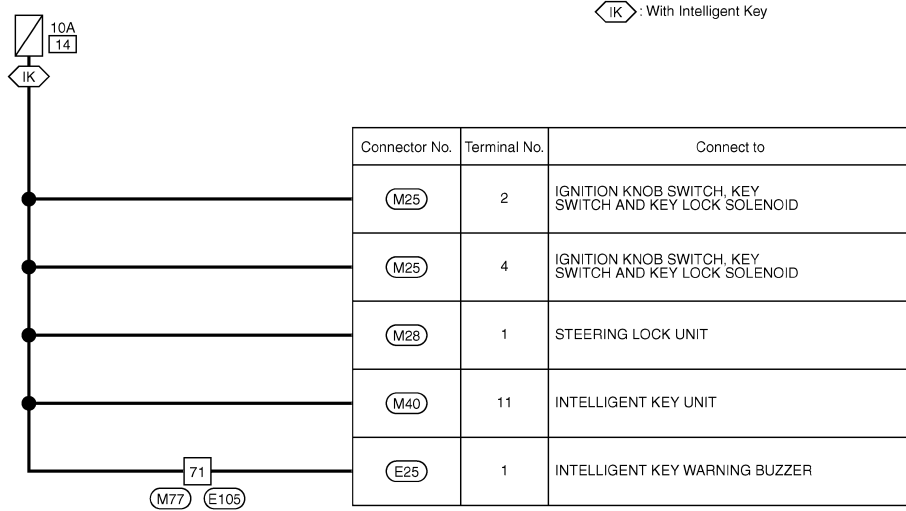 IK : With Intelligent Key
10A
14
IK
Connector No. Terminal No. Connect to
M25 2 IGNITION KNOB SWITCH, KEY
SWITCH AND KEY LOCK SOLENOID
M25 4 IGNITION KNOB SWITCH, KEY
SWITCH AND KEY LOCK SOLENOID
M28 1 STEERING LOCK UNIT
M40 11 INTELLIGENT KEY UNIT
71 E25 1 INTELLIGENT KEY WARNING BUZZER
M77 E105